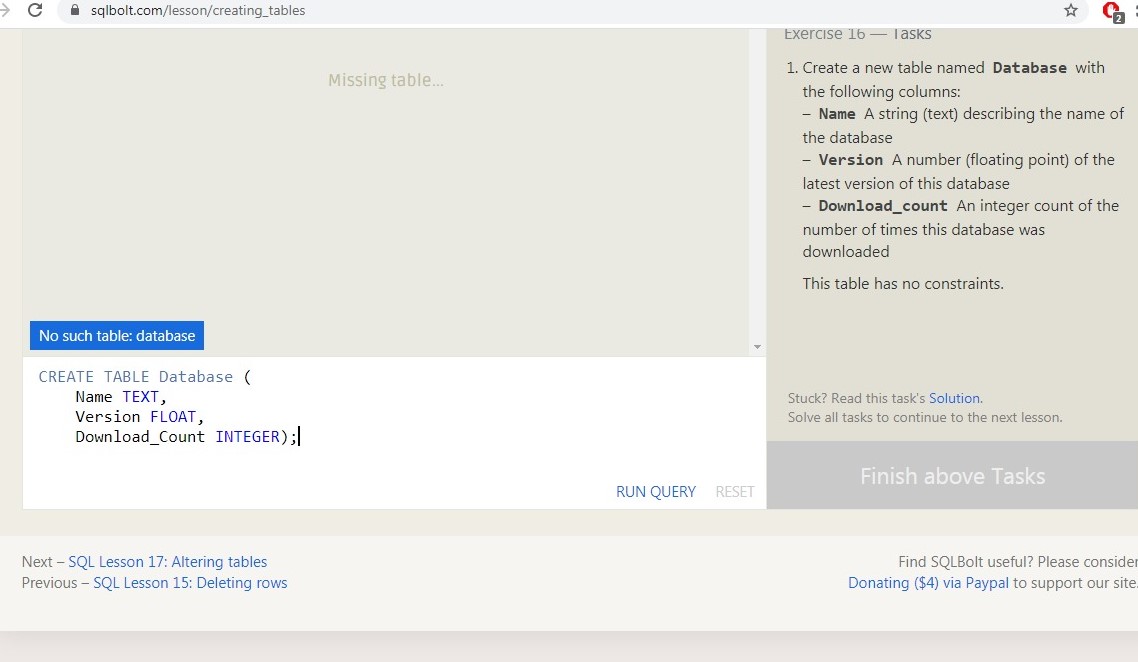 sqlbolt.com/lesson/creating_tables
2
Missing table...
No such table: database
CREATE TABLE Database (
Name TEXT,
Version FLOAT,
Download_Count INTEGER);
RUN QUERY RESET
Exercise 16 — Tasks
1. Create a new table named Database with
the following columns:
– Name A string (text) describing the name of
the database
– Version A number (floating point) of the
latest version of this database
– Download_count An integer count of the
number of times this database was
downloaded
This table has no constraints.
Stuck? Read this task's Solution.
Solve all tasks to continue to the next lesson.
Finish above Tasks
Next – SQL Lesson 17: Altering tables
Previous – SQL Lesson 15: Deleting rows
Find SQLBolt useful? Please consider
Donating ($4) via Paypal to support our site.